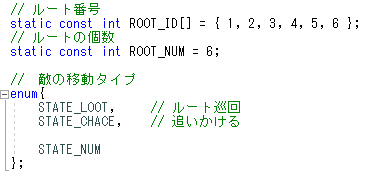 // ルート番号
static const int ROOT_ID[] = { 1, 2, 3, 4, 5, 6 };
// ルートの個数
static const int ROOT_NUM = 6;
// 敵の移動タイプ
enum{
STATE_LOOT, // ルート巡回
STATE_CHACE, // 追いかける
STATE_NUM
};